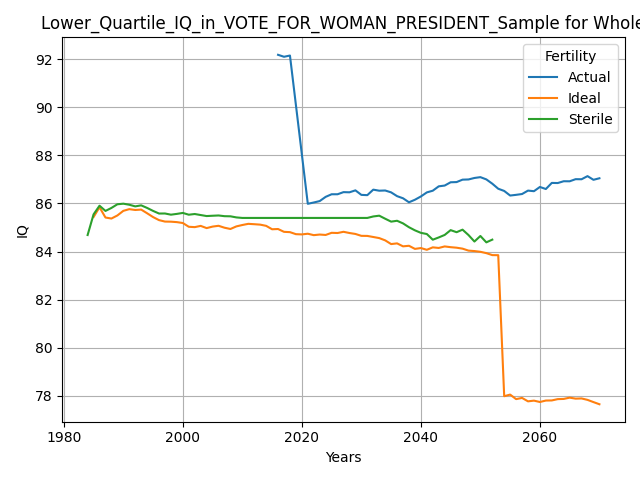 Lower_Quartile_IQ_in_VOTE_FOR_WOMAN_PRESIDENT_Sample for Whole
Fertility
Actual
Ideal
Sterile
92
90
88
86
84
82
80
78
IQ
1980
2000
2020
2040
2060
Years